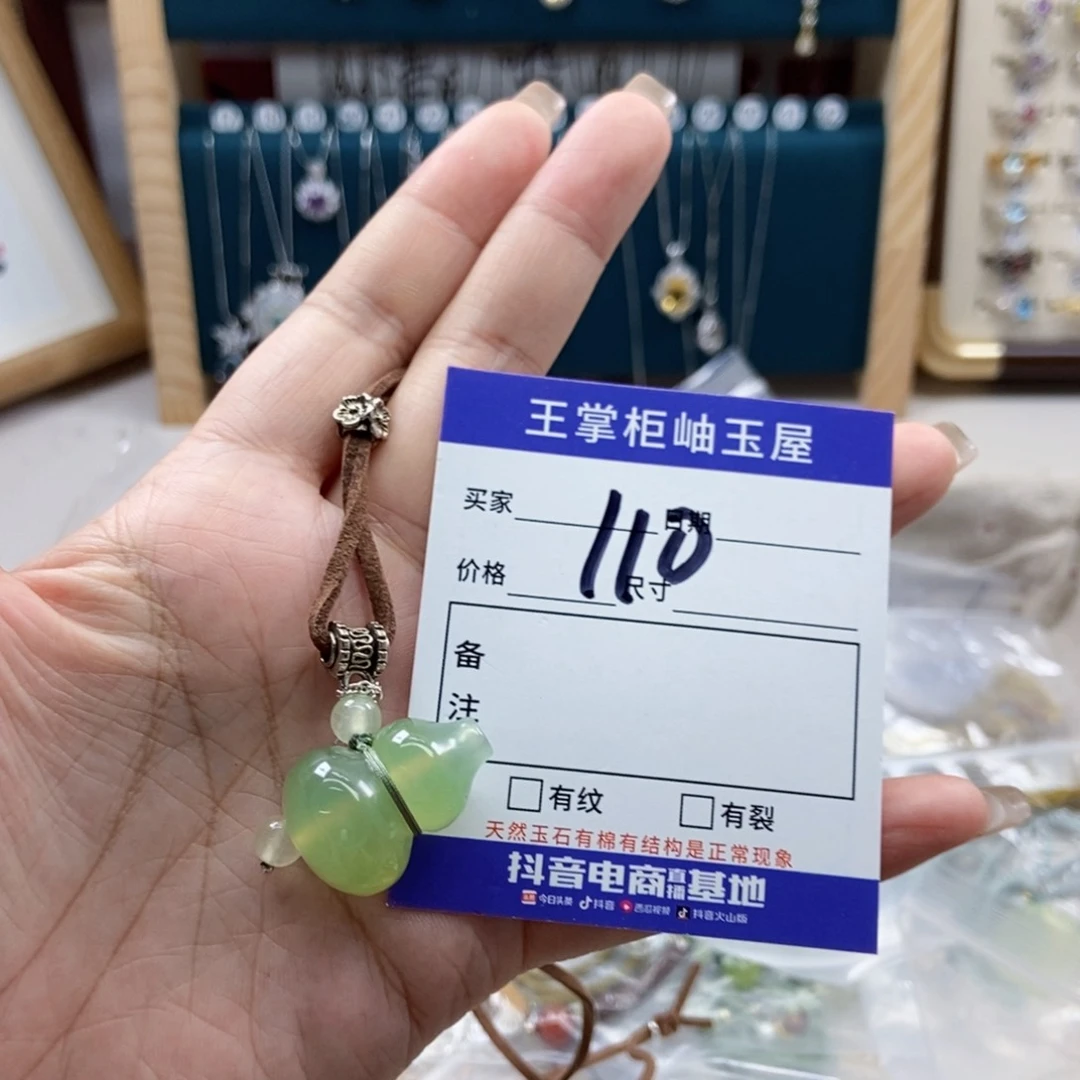 王掌柜岫玉屋
买家 日期
110
价格 尺寸
备
注
有纹 有裂
天然玉石有棉有结构是正常现象
抖音电商直播基地
今日头条 抖音 西瓜视频 抖音火山版